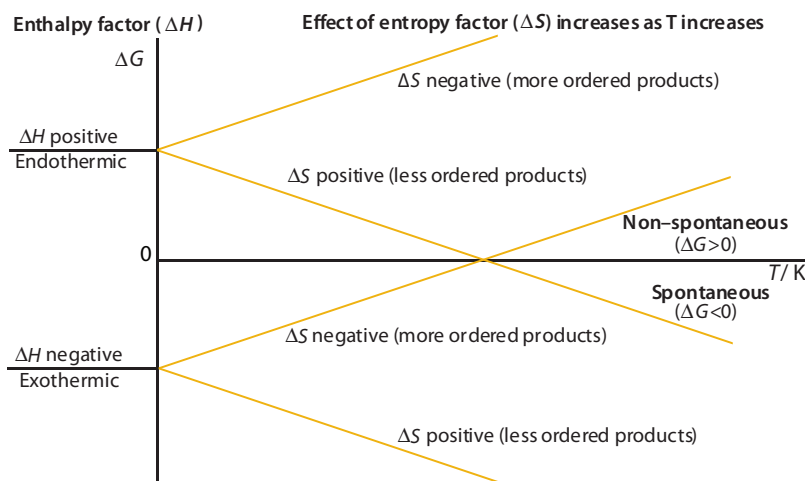 Enthalpy factor (ΔH)
Effect of entropy factor (ΔS) increases as T increases
ΔG
ΔS negative (more ordered products)
ΔH positive
Endothermic
ΔS positive (less ordered products)
Non–spontaneous
(ΔG>0)
0
T/ K
Spontaneous
(ΔG<0)
ΔS negative (more ordered products)
ΔH negative
Exothermic
ΔS positive (less ordered products)